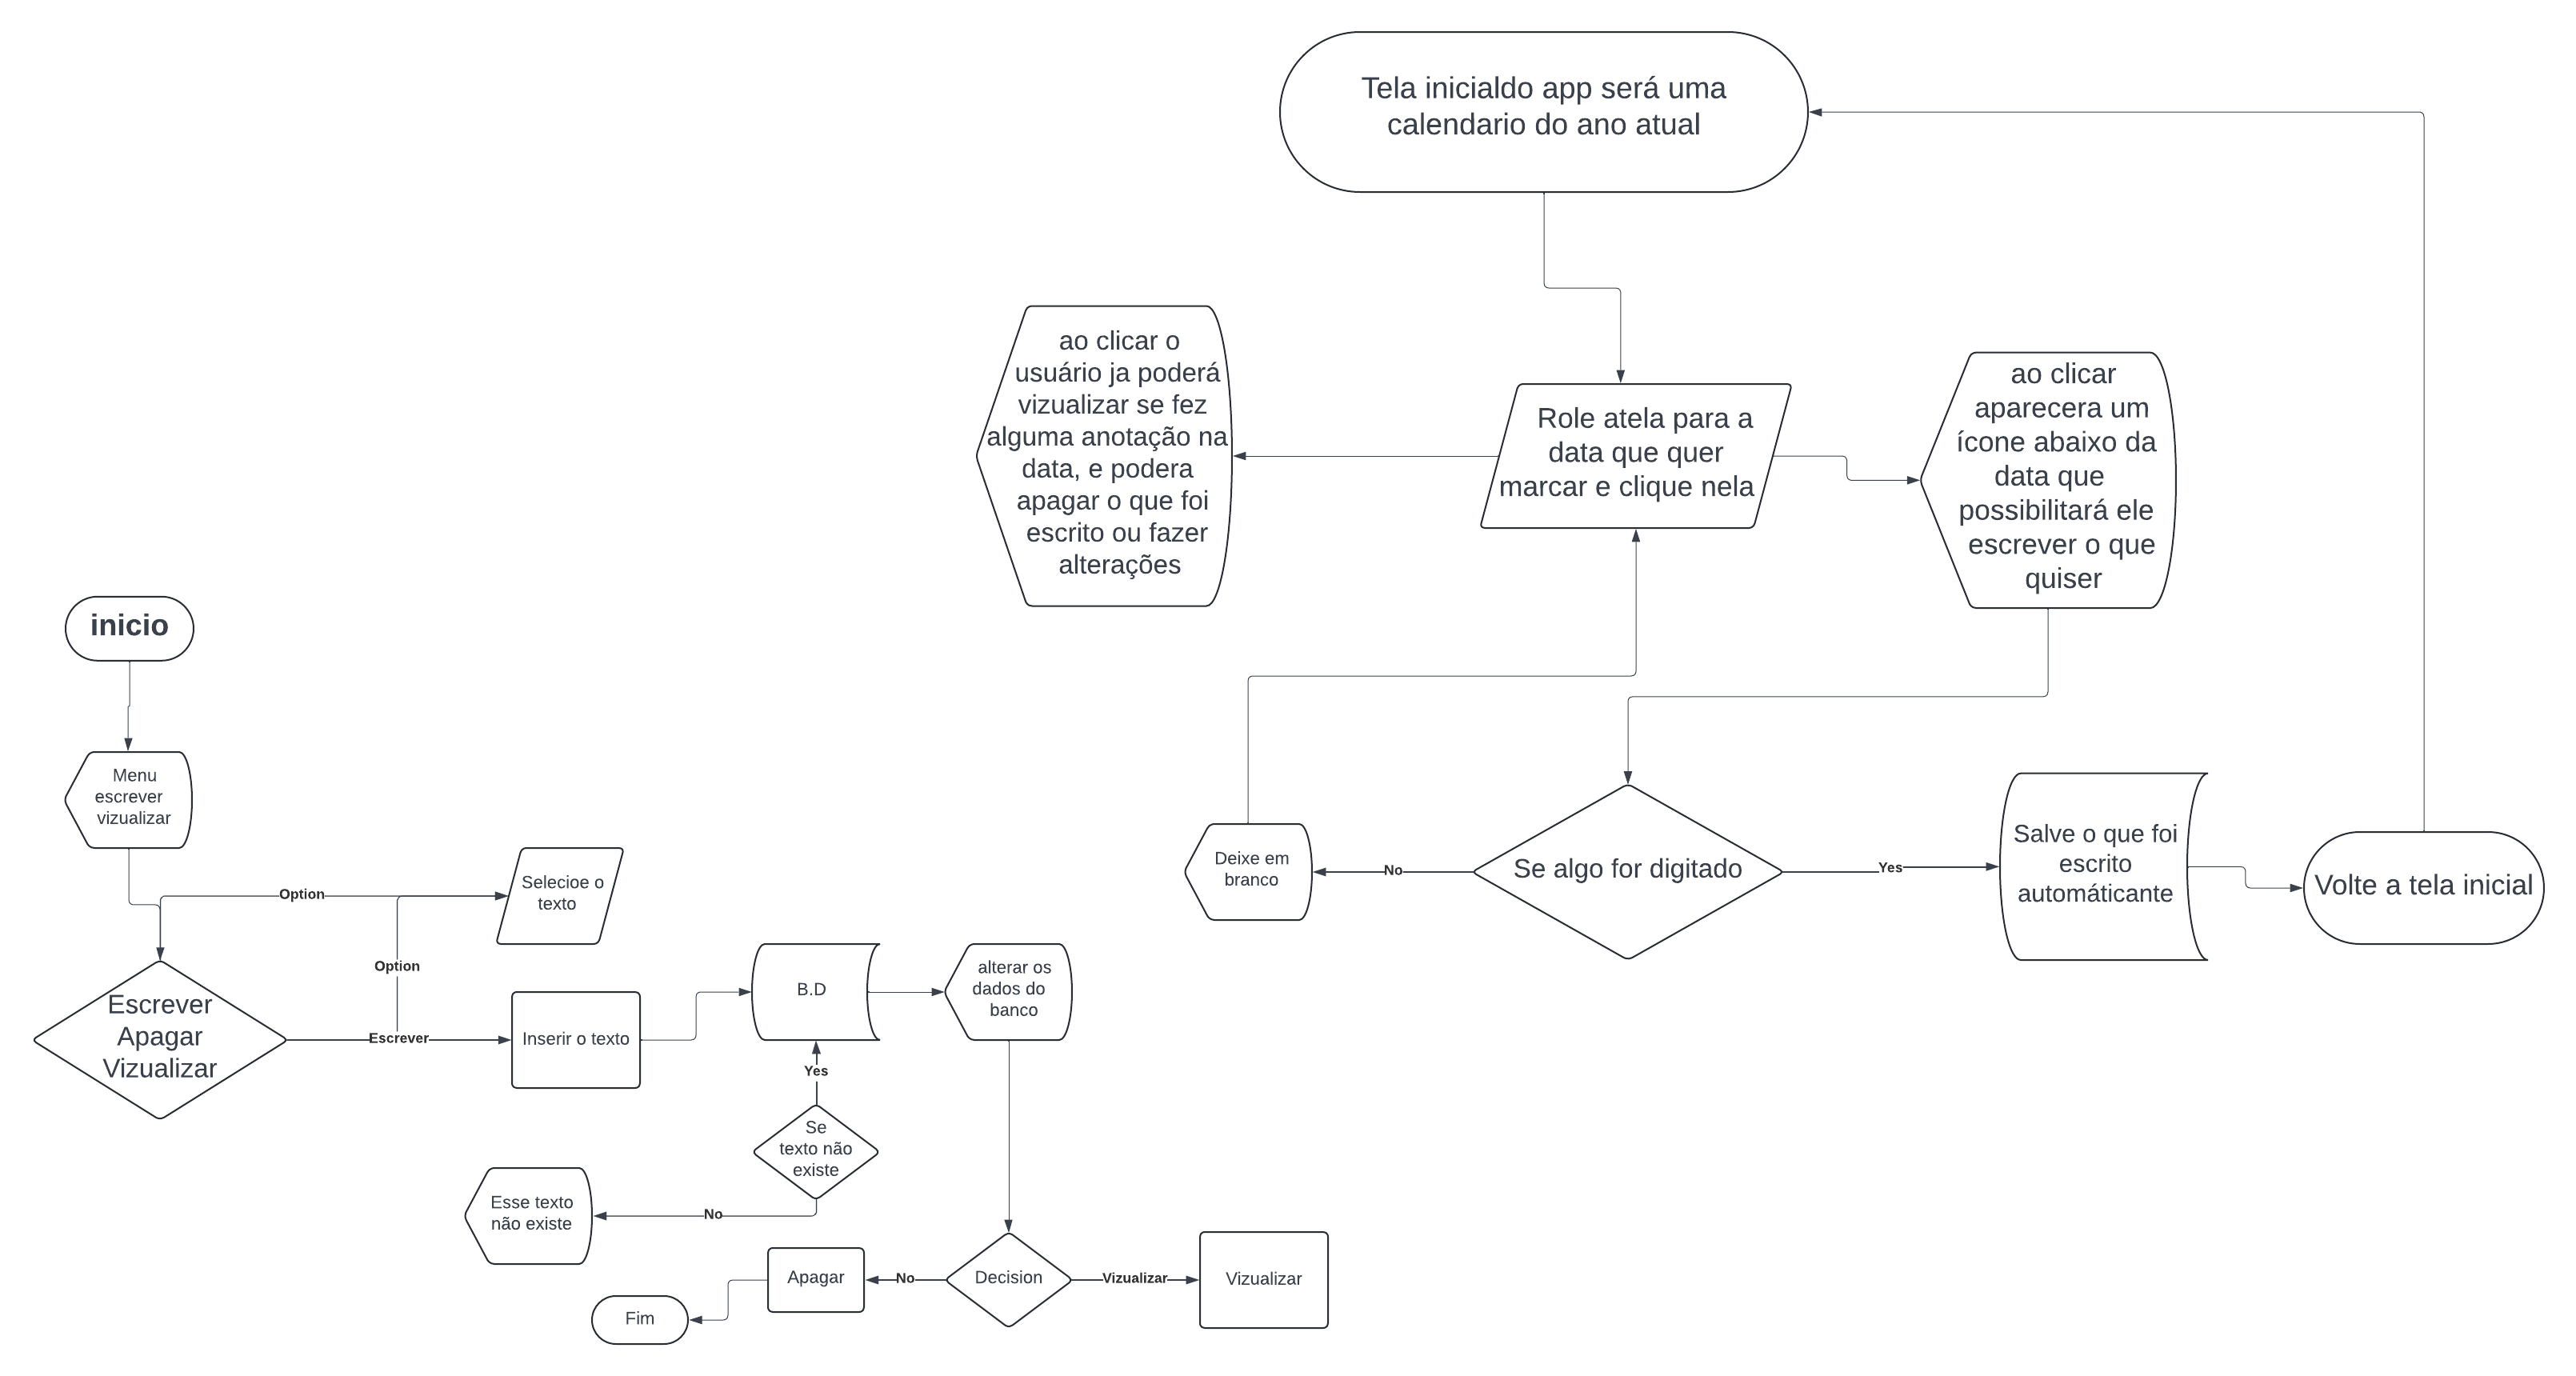 Tela inicialdo app será uma
calendario do ano atual
ao clicar o
usuário ja poderá
vizualizar se fez
alguma anotação na
data, e podera
apagar o que foi
escrito ou fazer
alterações
Role atela para a
data que quer
marcar e clique nela
ao clicar
aparecera um
ícone abaixo da
data que
possibilitará ele
escrever o que
quiser
inicio
Menu
escrever
vizualizar
Deixe em
branco
No
Se algo for digitado
Yes
Salve o que foi
escrito
automáticante
Volte a tela inicial
Option
Selecioe o
texto
Option
Escrever
Apagar
Vizualizar
Escrever
Inserir o texto
B.D
alterar os
dados do
banco
Yes
Se
texto não
existe
Esse texto
não existe
No
Apagar
No
Decision
Vizualizar
Vizualizar
Fim